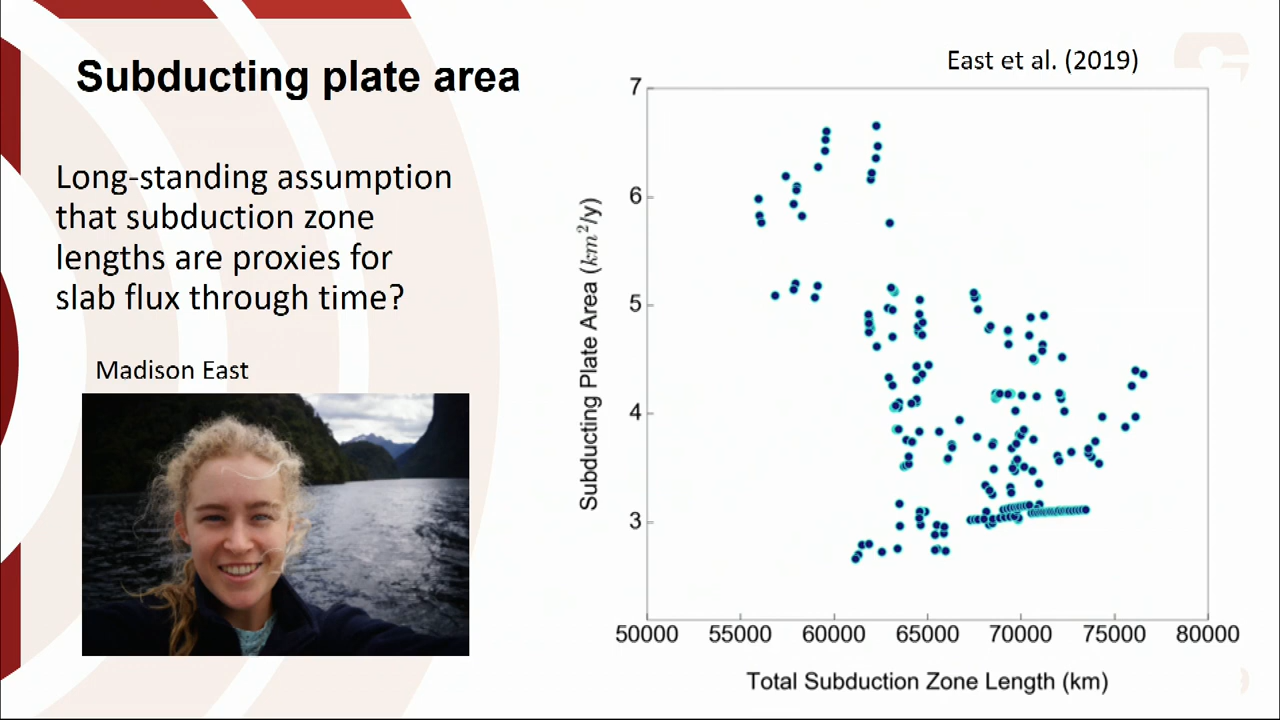 Subducting plate area
East et al. (2019)
Long-standing assumption
that subduction zone
lengths are proxies for
slab flux through time?
Madison East
7
6
5
4
3
Subducting Plate Area (km²/y)
50000 55000 60000 65000 70000 75000 80000
Total Subduction Zone Length (km)